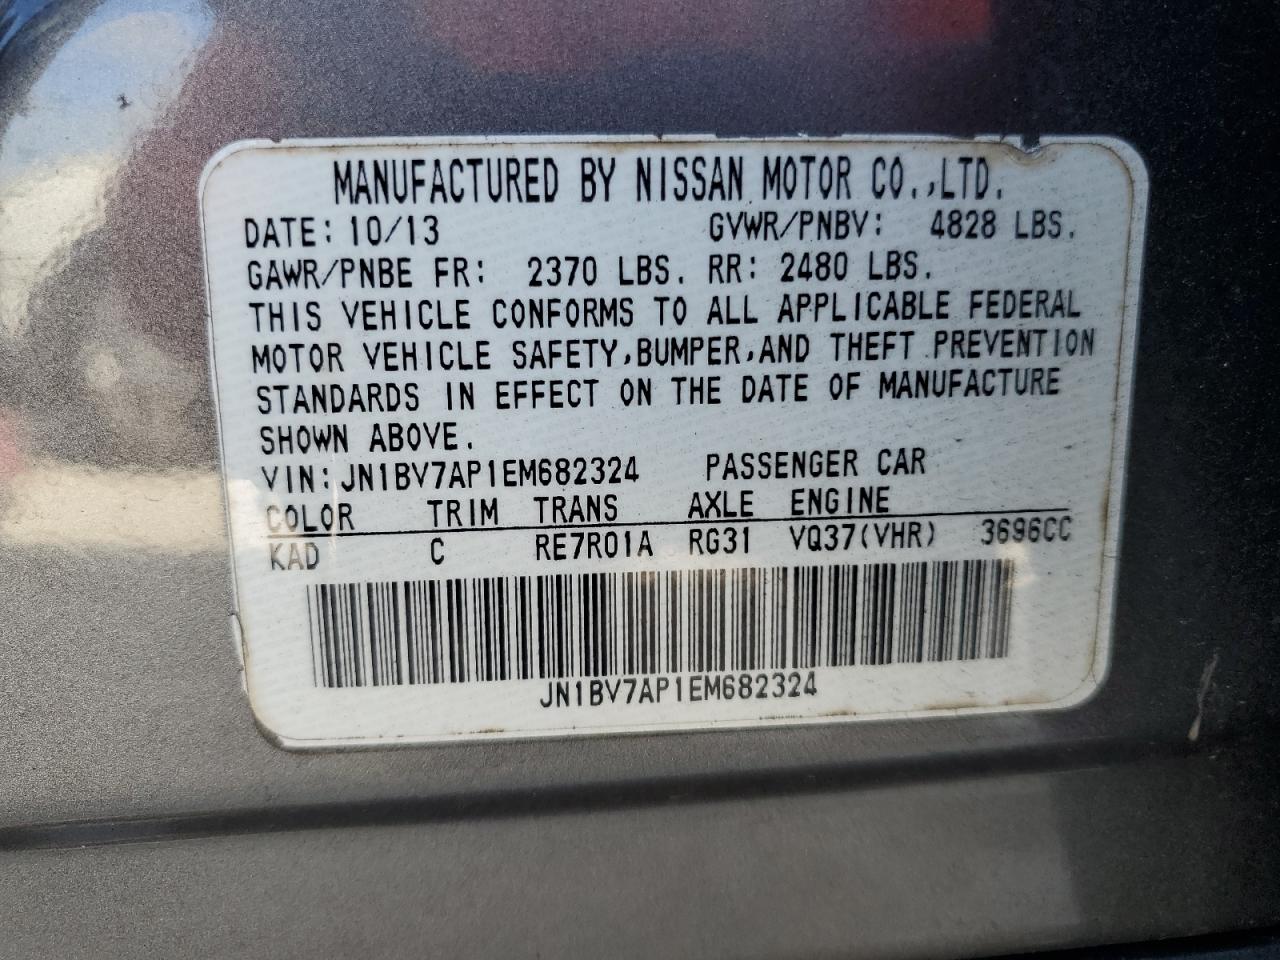 MANUFACTURED BY NISSAN MOTOR CO.,LTD.
DATE: 10/13 GVWR/PNBV: 4828 LBS.
GAWR/PNBE FR: 2370 LBS. RR: 2480 LBS.
THIS VEHICLE CONFORMS TO ALL APPLICABLE FEDERAL
MOTOR VEHICLE SAFETY,BUMPER,AND THEFT PREVENTION
STANDARDS IN EFFECT ON THE DATE OF MANUFACTURE
SHOWN ABOVE.
VIN: JN1BV7AP1EM682324 PASSENGER CAR
COLOR TRIM TRANS AXLE ENGINE
KAD C RE7R01A RG31 VQ37(VHR) 3696CC
JN1BV7AP1EM682324